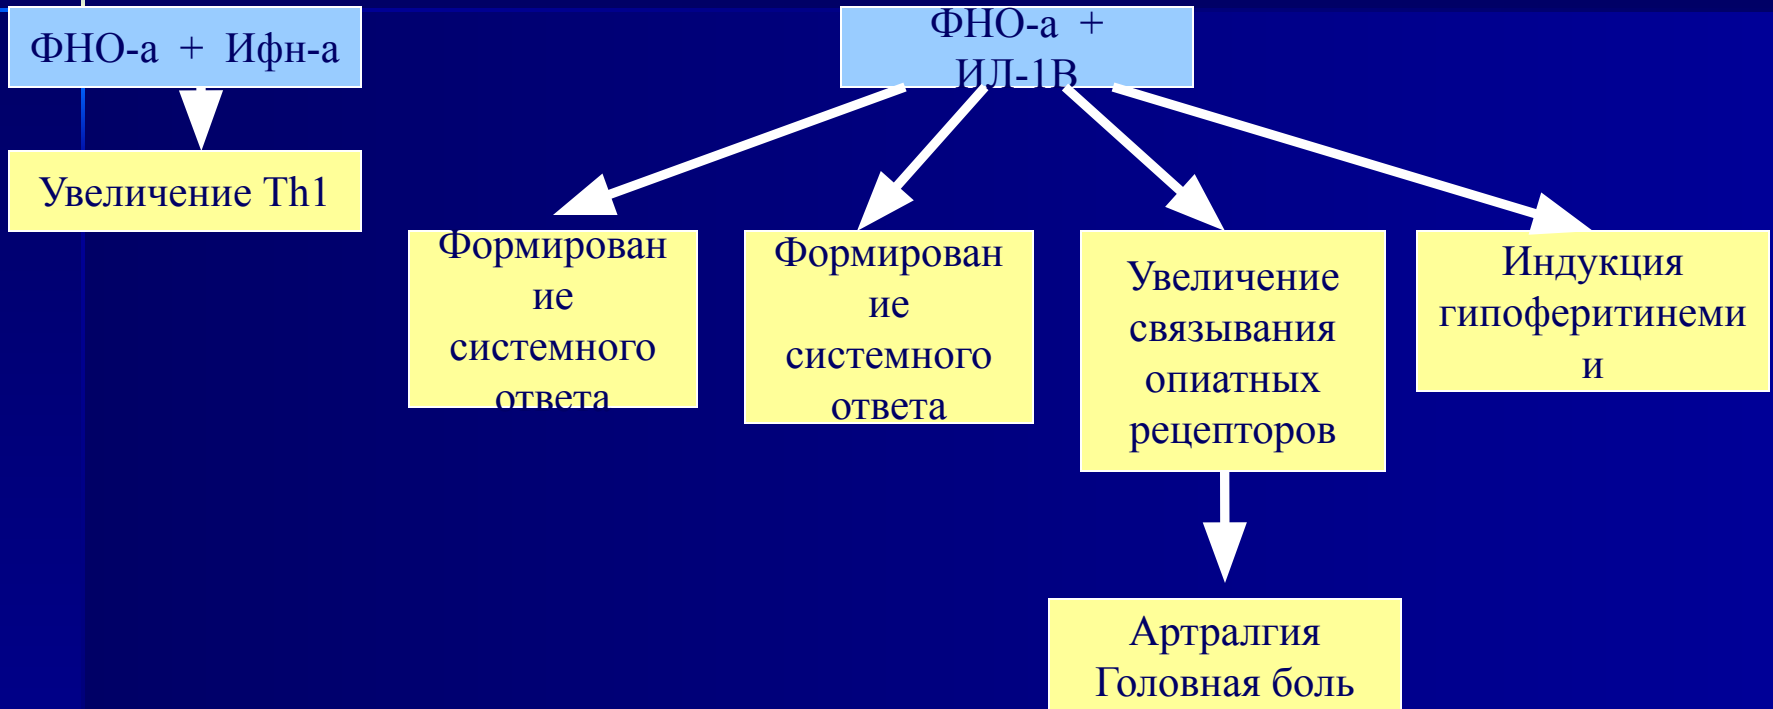 ФНО-а + Ифн-а
Увеличение Th1
ФНО-а +
ИЛ-1В
Формирован
ие
системного
ответа
Формирован
ие
системного
ответа
Увеличение
связывания
опиатных
рецепторов
Индукция
гипоферитинеми
и
Артралгия
Головная боль